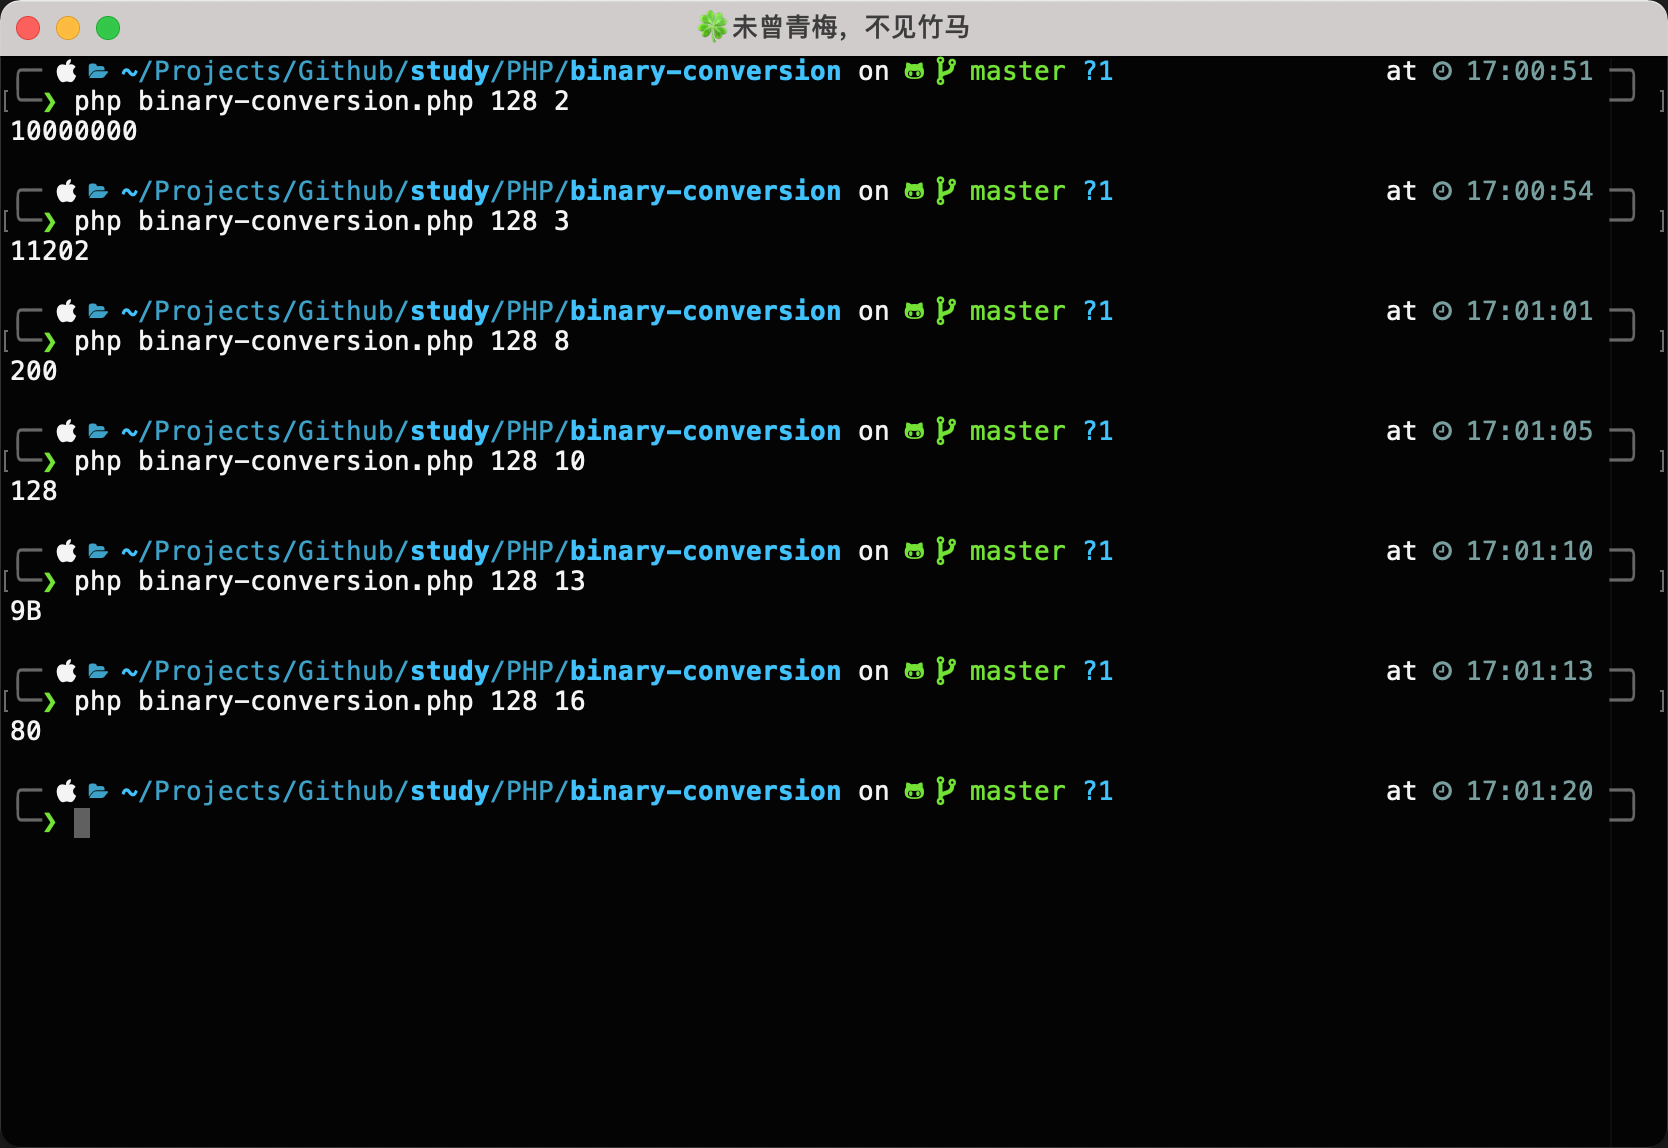 🍀未曾青梅，不见竹马
~/Projects/Github/study/PHP/binary-conversion on master ?1 at 17:00:51
❯ php binary-conversion.php 128 2
10000000
~/Projects/Github/study/PHP/binary-conversion on master ?1 at 17:00:54
❯ php binary-conversion.php 128 3
11202
~/Projects/Github/study/PHP/binary-conversion on master ?1 at 17:01:01
❯ php binary-conversion.php 128 8
200
~/Projects/Github/study/PHP/binary-conversion on master ?1 at 17:01:05
❯ php binary-conversion.php 128 10
128
~/Projects/Github/study/PHP/binary-conversion on master ?1 at 17:01:10
❯ php binary-conversion.php 128 13
9B
~/Projects/Github/study/PHP/binary-conversion on master ?1 at 17:01:13
❯ php binary-conversion.php 128 16
80
~/Projects/Github/study/PHP/binary-conversion on master ?1 at 17:01:20
❯